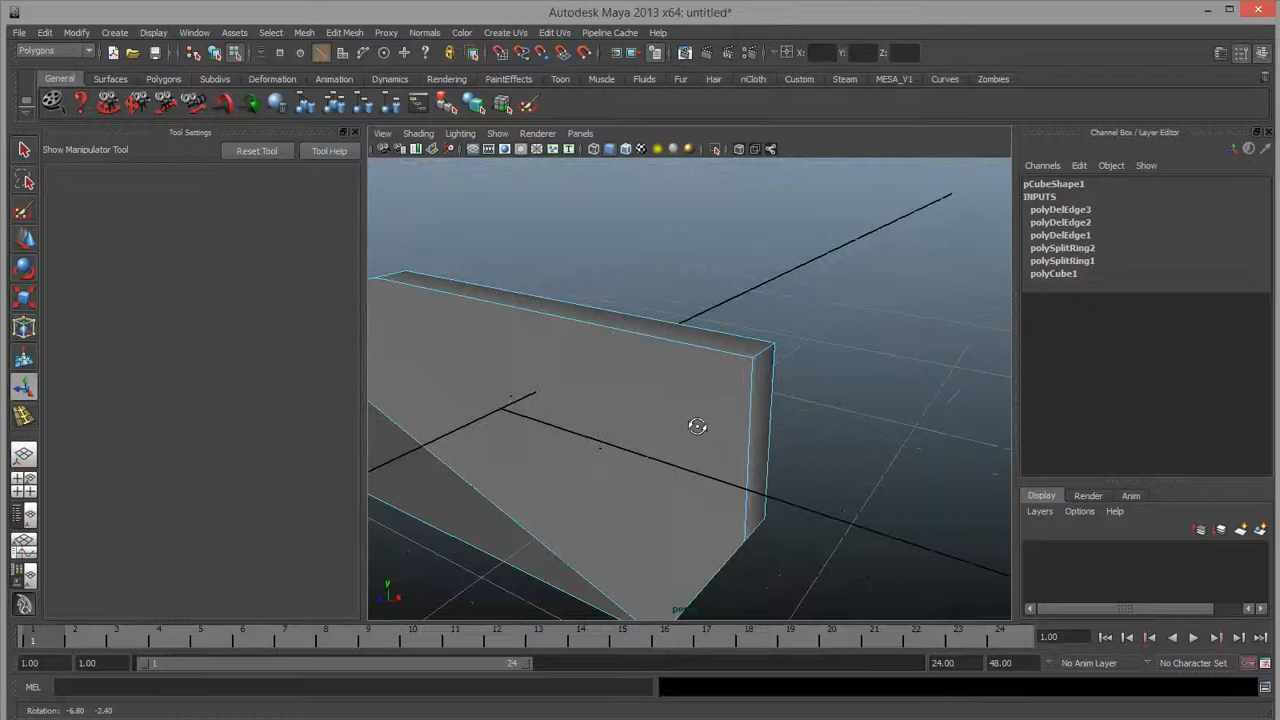 Autodesk Maya 2013 x64: untitled*
File Edit Modify Create Display Window Assets Select Mesh Edit Mesh Proxy Normals Color Create UVs Edit UVs Pipeline Cache Help
Polygons X: Y: Z:
General Surfaces Polygons Subdivs Deformation Animation Dynamics Rendering PaintEffects Toon Muscle Fluids Fur Hair nCloth Custom Steam MESA_V1 Curves Zombies
Tool Settings
Show Manipulator Tool Reset Tool Tool Help
View Shading Lighting Show Renderer Panels
Channel Box / Layer Editor
Channels Edit Object Show
pCubeShape1
INPUTS
polyDelEdge3
polyDelEdge2
polyDelEdge1
polySplitRing2
polySplitRing1
polyCube1
Display Render Anim
Layers Options Help
y
x
1 2 3 4 5 6 7 8 9 10 11 12 13 14 15 16 17 18 19 20 21 22 23 24
1 1.00
1.00 1.00 1 24 24.00 48.00 No Anim Layer No Character Set
MEL
Rotation: -6.80 -2.40